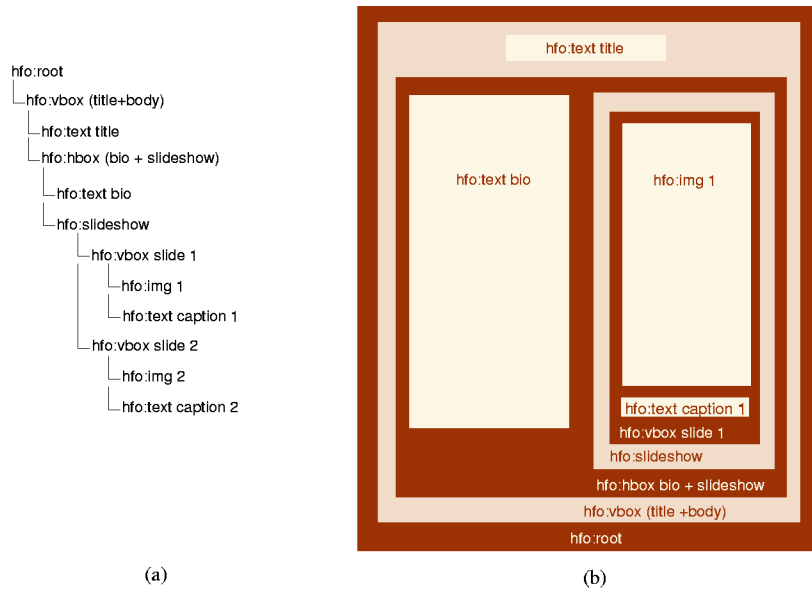 hfo:root
hfo:vbox (title+body)
hfo:text title
hfo:hbox (bio + slideshow)
hfo:text bio
hfo:slideshow
hfo:vbox slide 1
hfo:img 1
hfo:text caption 1
hfo:vbox slide 2
hfo:img 2
hfo:text caption 2
(a)
hfo:text title
hfo:text bio
hfo:img 1
hfo:text caption 1
hfo:vbox slide 1
hfo:slideshow
hfo:hbox bio + slideshow
hfo:vbox (title +body)
hfo:root
(b)